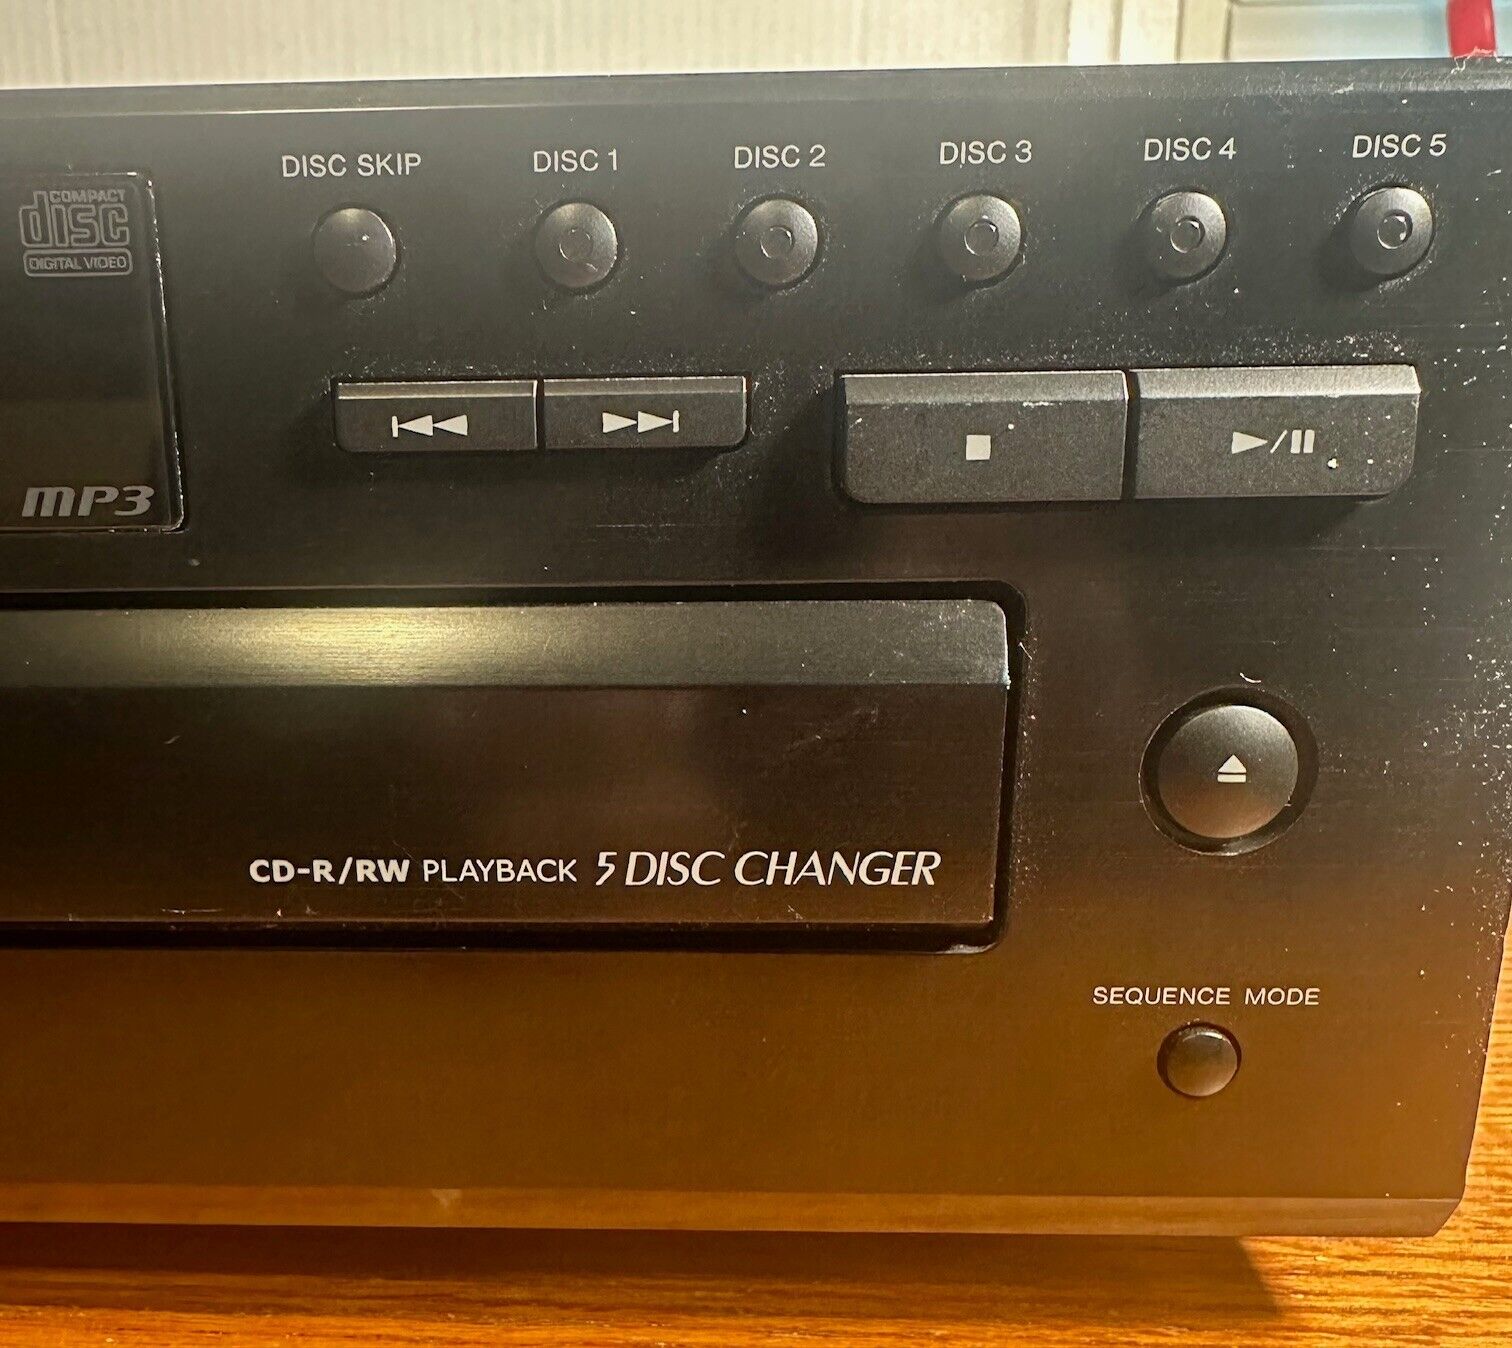 DISC SKIP
DISC 1
DISC 2
DISC 3
DISC 4
DISC 5
COMPACT
disc
DIGITAL VIDEO
MP3
CD-R/RW PLAYBACK 5 DISC CHANGER
SEQUENCE MODE